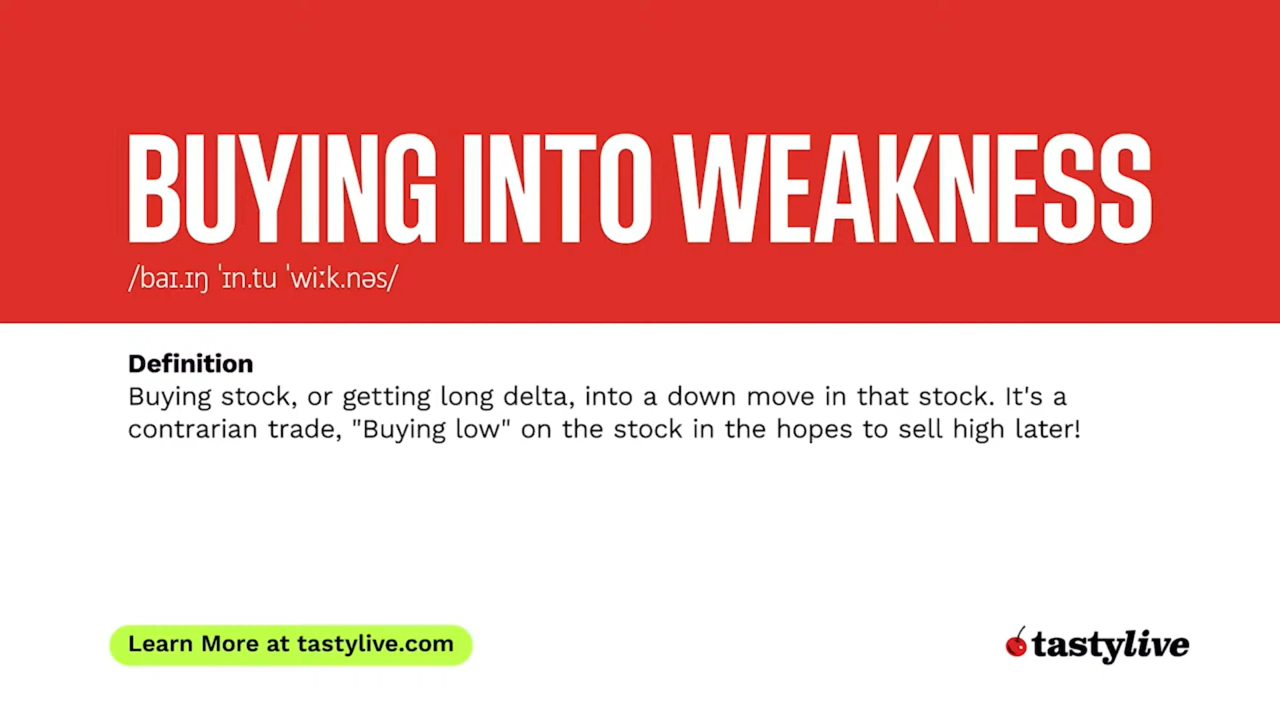 BUYING INTO WEAKNESS
/baɪ.ɪŋ ˈɪn.tu ˈwiːk.nəs/
Definition
Buying stock, or getting long delta, into a down move in that stock. It's a
contrarian trade, "Buying low" on the stock in the hopes to sell high later!
Learn More at tastylive.com
tastylive